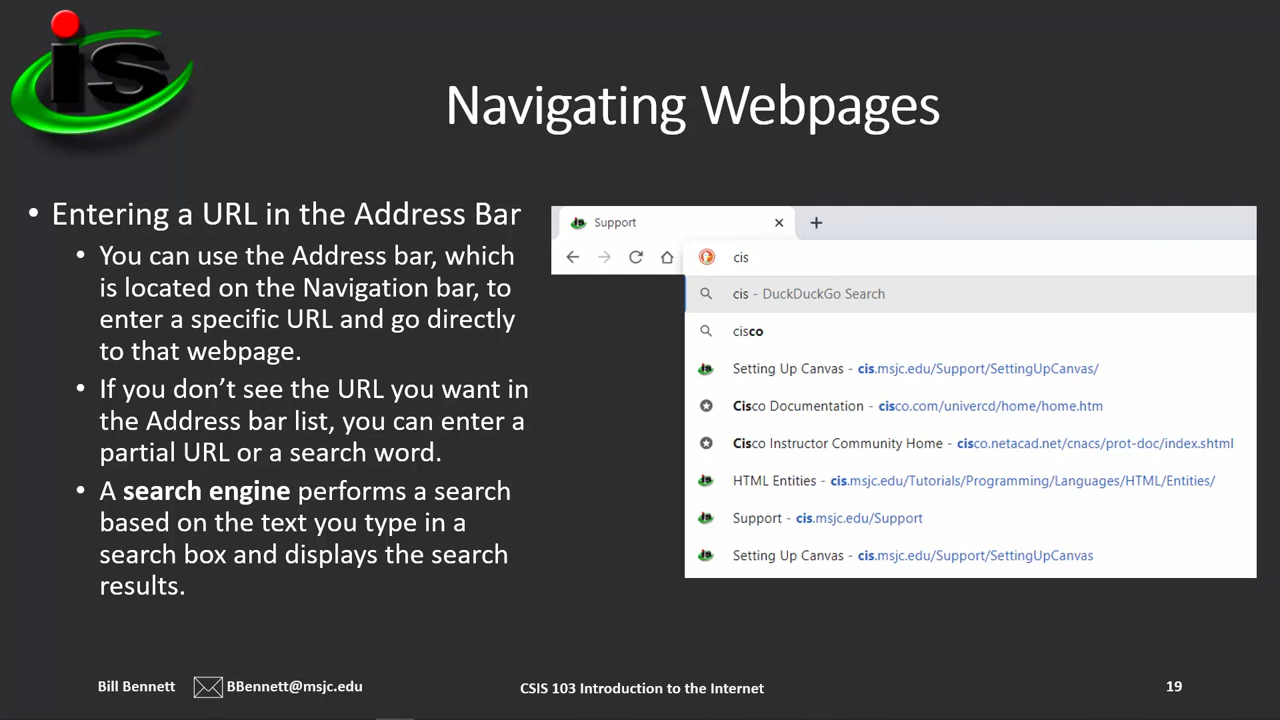 is
Navigating Webpages
• Entering a URL in the Address Bar
• You can use the Address bar, which
is located on the Navigation bar, to
enter a specific URL and go directly
to that webpage.
• If you don’t see the URL you want in
the Address bar list, you can enter a
partial URL or a search word.
• A search engine performs a search
based on the text you type in a
search box and displays the search
results.
Support
cis
cis - DuckDuckGo Search
cisco
Setting Up Canvas - cis.msjc.edu/Support/SettingUpCanvas/
Cisco Documentation - cisco.com/univercd/home/home.htm
Cisco Instructor Community Home - cisco.netacad.net/cnacs/prot-doc/index.shtml
HTML Entities - cis.msjc.edu/Tutorials/Programming/Languages/HTML/Entities/
Support - cis.msjc.edu/Support
Setting Up Canvas - cis.msjc.edu/Support/SettingUpCanvas
Bill Bennett BBennett@msjc.edu
CSIS 103 Introduction to the Internet
19